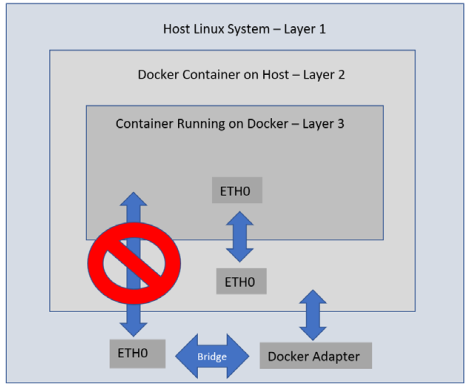 Host Linux System – Layer 1
Docker Container on Host – Layer 2
Container Running on Docker – Layer 3
ETH0
ETH0
ETH0
Bridge
Docker Adapter